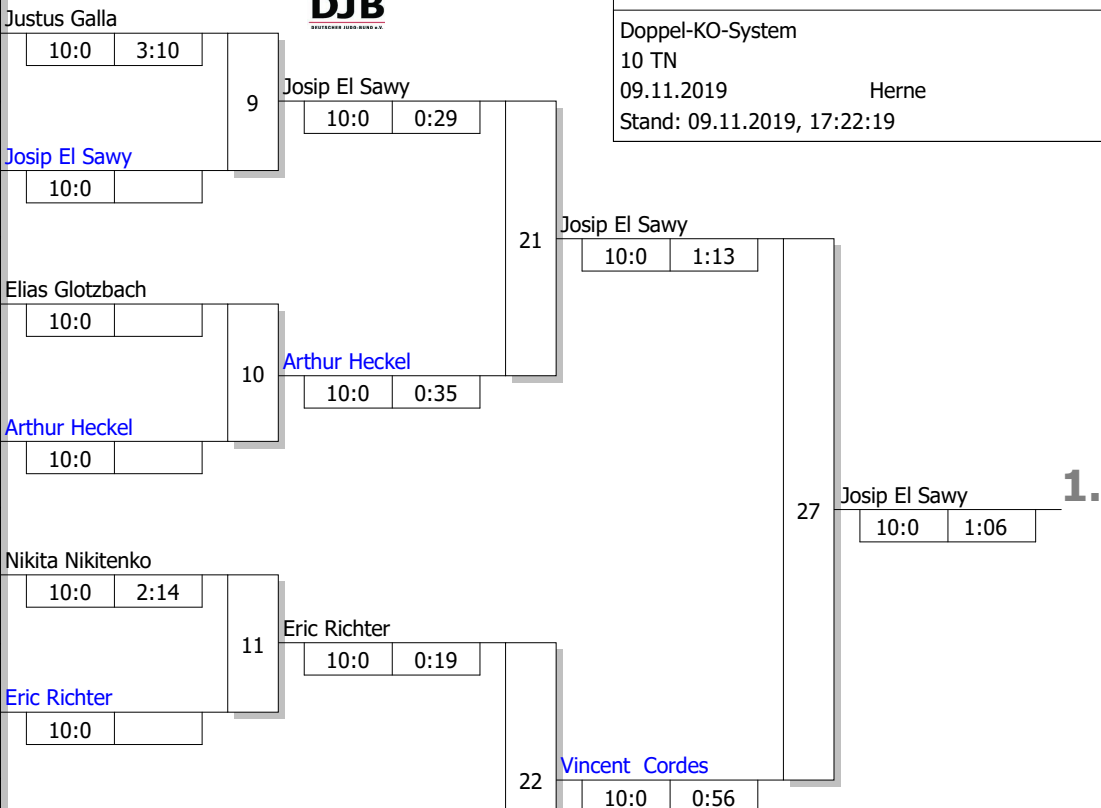 DJB
DEUTSCHER JUDO-BUND e.V.
Doppel-KO-System
10 TN
09.11.2019 Herne
Stand: 09.11.2019, 17:22:19
Justus Galla
10:0 3:10
9
Josip El Sawy
10:0 0:29
Josip El Sawy
10:0
21
Josip El Sawy
10:0 1:13
Elias Glotzbach
10:0
10
Arthur Heckel
10:0 0:35
Arthur Heckel
10:0
27
Josip El Sawy
10:0 1:06
1.
Nikita Nikitenko
10:0 2:14
11
Eric Richter
10:0 0:19
Eric Richter
10:0
22
Vincent Cordes
10:0 0:56